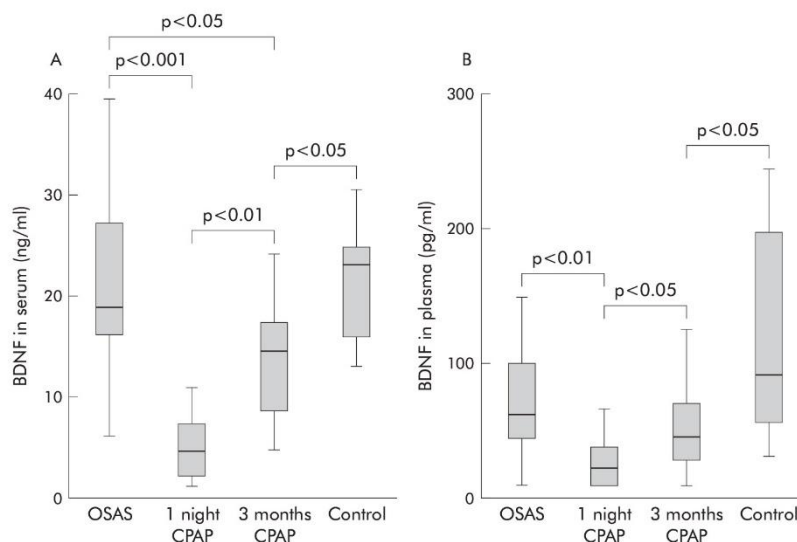 A
p<0.05
p<0.001
p<0.05
p<0.01
40
30
20
10
0
BDNF in serum (ng/ml)
OSAS
1 night
CPAP
3 months
CPAP
Control
B
p<0.05
p<0.01
p<0.05
300
200
100
0
BDNF in plasma (pg/ml)
OSAS
1 night
CPAP
3 months
CPAP
Control